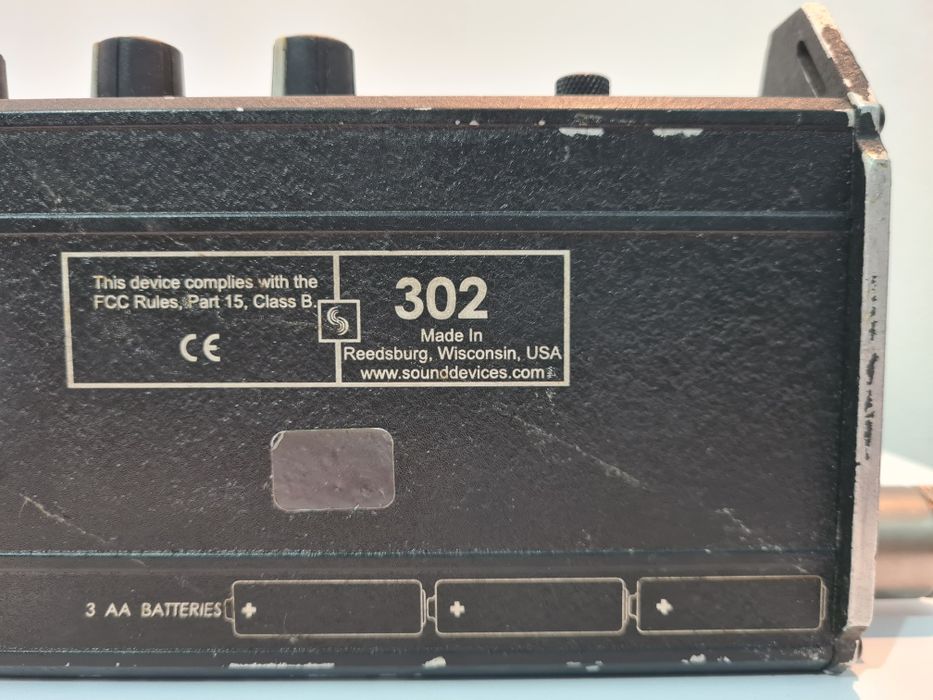 This device complies with the
FCC Rules, Part 15, Class B.
CE
302
Made In
Reedsburg, Wisconsin, USA
www.sounddevices.com
3 AA BATTERIES
+
+
+